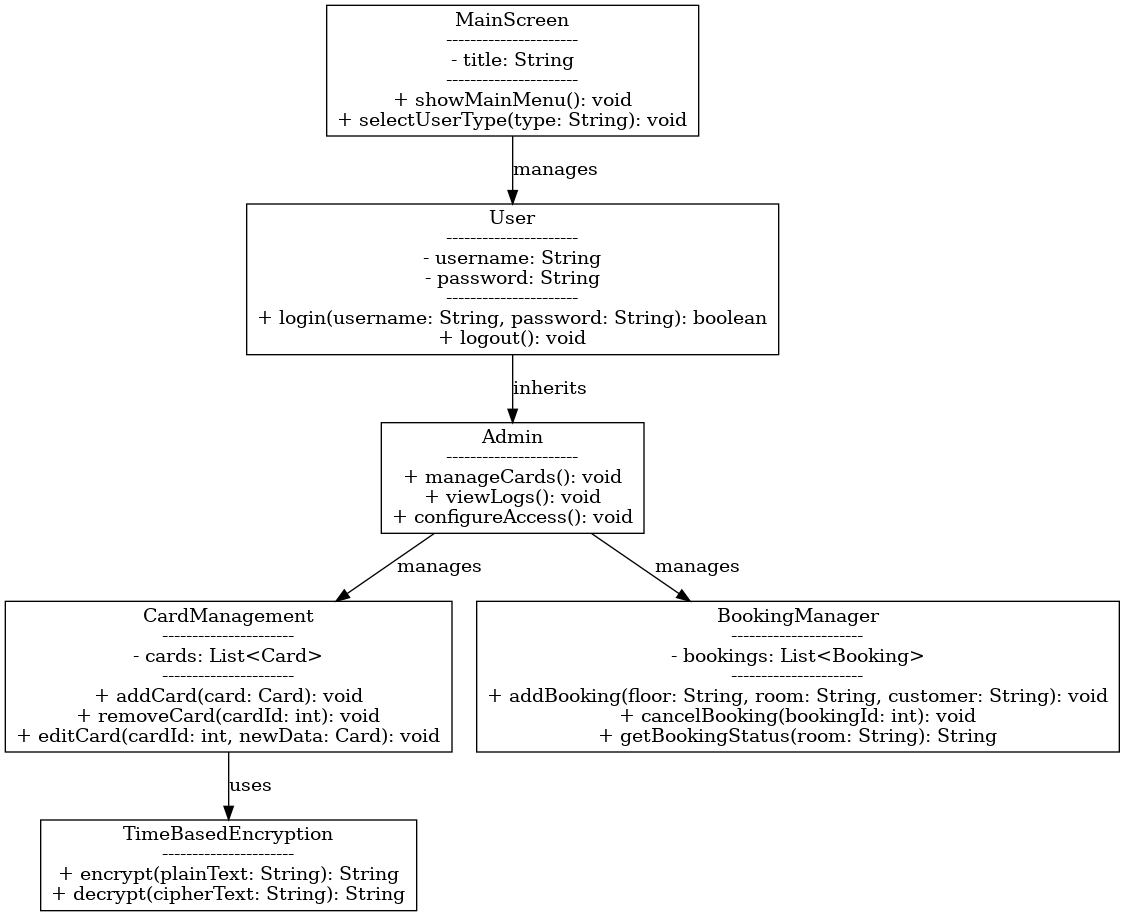 MainScreen
----------------------
- title: String
----------------------
+ showMainMenu(): void
+ selectUserType(type: String): void
manages
User
----------------------
- username: String
- password: String
----------------------
+ login(username: String, password: String): boolean
+ logout(): void
inherits
Admin
----------------------
+ manageCards(): void
+ viewLogs(): void
+ configureAccess(): void
manages
manages
CardManagement
----------------------
- cards: List<Card>
----------------------
+ addCard(card: Card): void
+ removeCard(cardId: int): void
+ editCard(cardId: int, newData: Card): void
BookingManager
----------------------
- bookings: List<Booking>
----------------------
+ addBooking(floor: String, room: String, customer: String): void
+ cancelBooking(bookingId: int): void
+ getBookingStatus(room: String): String
uses
TimeBasedEncryption
----------------------
+ encrypt(plainText: String): String
+ decrypt(cipherText: String): String